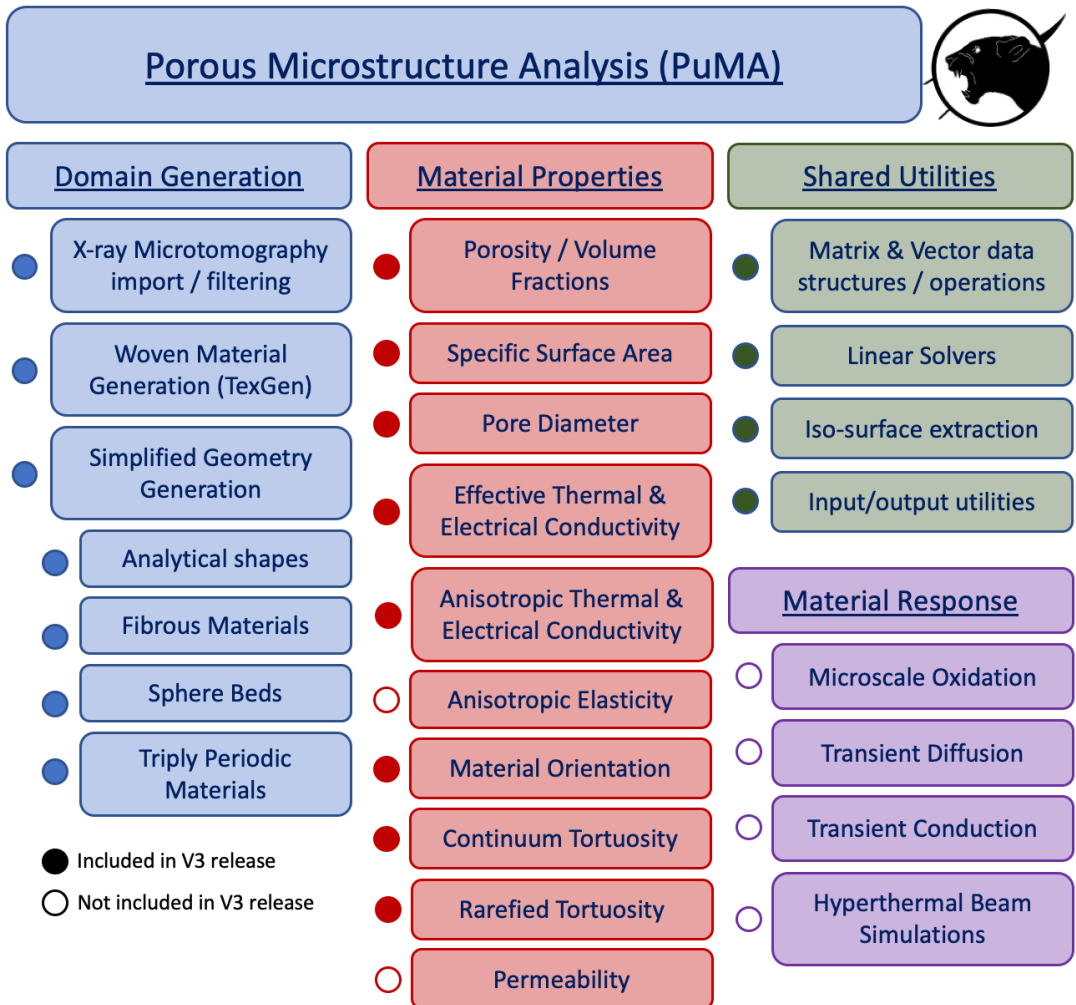 Porous Microstructure Analysis (PuMA)
Domain Generation
X-ray Microtomography
import / filtering
Woven Material
Generation (TexGen)
Simplified Geometry
Generation
Analytical shapes
Fibrous Materials
Sphere Beds
Triply Periodic
Materials
Included in V3 release
Not included in V3 release
Material Properties
Porosity / Volume
Fractions
Specific Surface Area
Pore Diameter
Effective Thermal &
Electrical Conductivity
Anisotropic Thermal &
Electrical Conductivity
Anisotropic Elasticity
Material Orientation
Continuum Tortuosity
Rarefied Tortuosity
Permeability
Shared Utilities
Matrix & Vector data
structures / operations
Linear Solvers
Iso-surface extraction
Input/output utilities
Material Response
Microscale Oxidation
Transient Diffusion
Transient Conduction
Hyperthermal Beam
Simulations